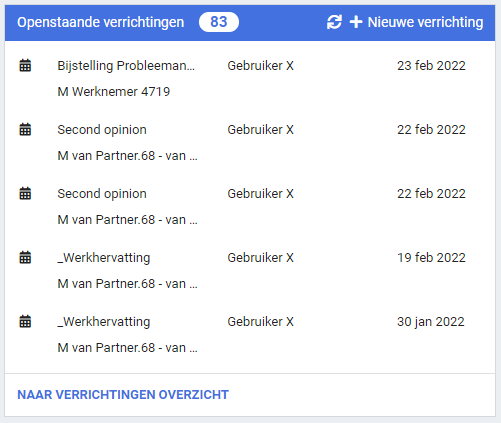 Openstaande verrichtingen 83 Nieuwe verrichting
Bijstelling Probleeman... Gebruiker X 23 feb 2022
M Werknemer 4719
Second opinion Gebruiker X 22 feb 2022
M van Partner.68 - van ...
Second opinion Gebruiker X 22 feb 2022
M van Partner.68 - van ...
_Werkhervatting Gebruiker X 19 feb 2022
M van Partner.68 - van ...
_Werkhervatting Gebruiker X 30 jan 2022
M van Partner.68 - van ...
NAAR VERRICHTINGEN OVERZICHT